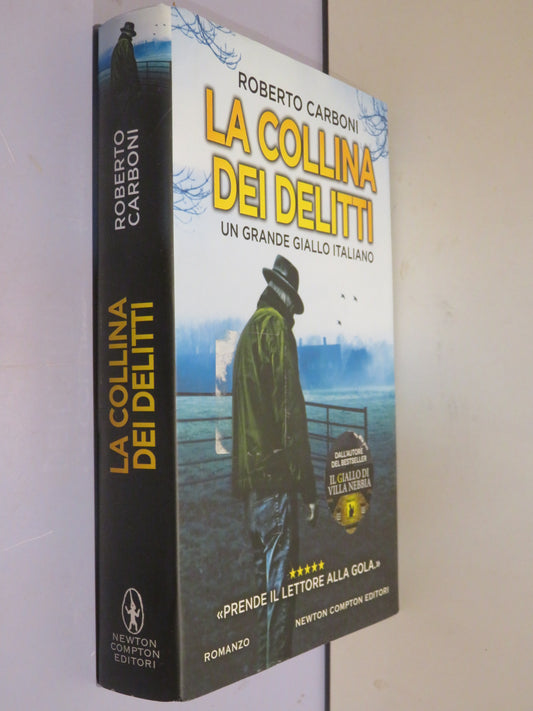 ROBERTO
CARBONI
LA COLLINA
DEI DELITTI
NEWTON
COMPTON
EDITORI
ROBERTO CARBONI
LA COLLINA
DEI DELITTI
UN GRANDE GIALLO ITALIANO
DALL'AUTORE
DEL BESTSELLER
IL GIALLO DI
VILLA NEBBIA
«PRENDE IL LETTORE ALLA GOLA.»
ROMANZO
NEWTON COMPTON EDITORI